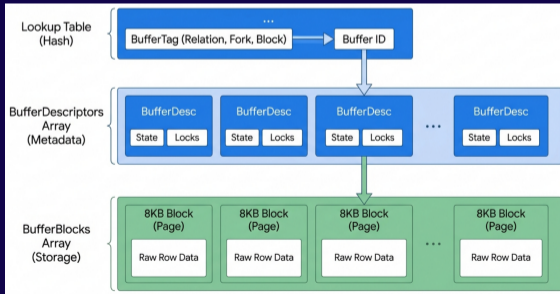 Lookup Table
(Hash)
...
BufferTag (Relation, Fork, Block)
Buffer ID
BufferDescriptors
Array
(Metadata)
BufferDesc
State
Locks
BufferDesc
State
Locks
BufferDesc
State
Locks
...
BufferDesc
State
Locks
BufferBlocks
Array
(Storage)
8KB Block
(Page)
Raw Row Data
8KB Block
(Page)
Raw Row Data
8KB Block
(Page)
Raw Row Data
...
8KB Block
(Page)
Raw Row Data